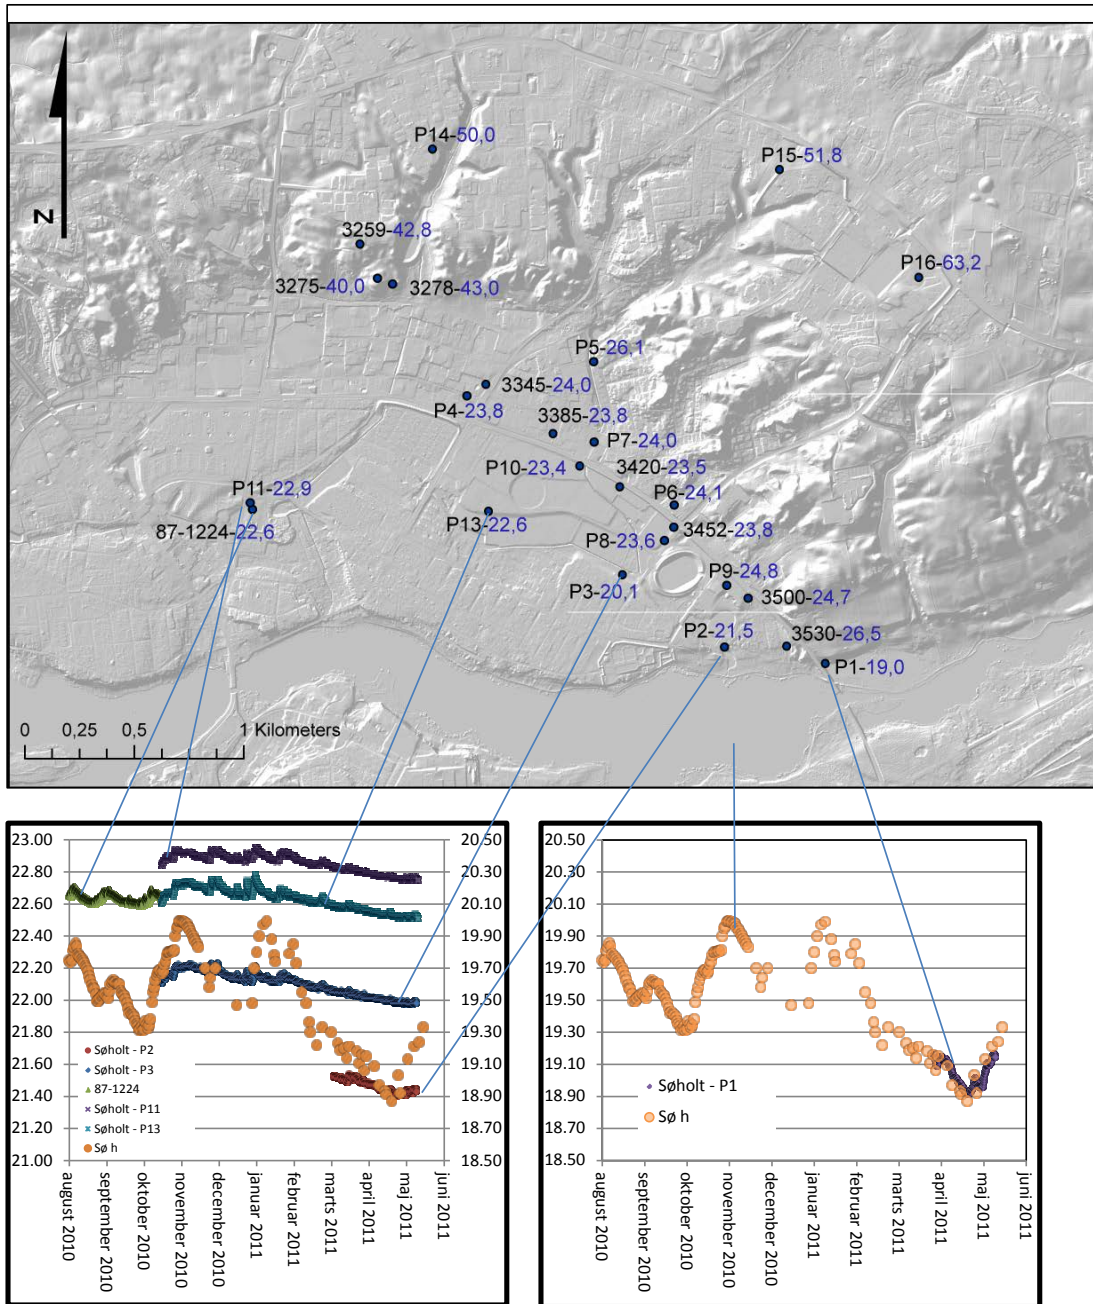 P14-50,0
P15-51,8
3259-42,8
P16-63,2
3275-40,0
3278-43,0
N
P5-26,1
3345-24,0
P4-23,8
3385-23,8
P7-24,0
P10-23,4
3420-23,5
P11-22,9
P6-24,1
P13-22,6
87-1224-22,6
3452-23,8
P8-23,6
P9-24,8
P3-20,1
3500-24,7
P2-21,5
3530-26,5
P1-19,0
0 0,25 0,5 1 Kilometers
23.00 20.50
22.80 20.30
22.60 20.10
22.40 19.90
22.20 19.70
22.00 19.50
21.80 19.30
21.60 19.10
21.40 18.90
21.20 18.70
21.00 18.50
Søholt - P2
Søholt - P3
87-1224
Søholt - P11
Søholt - P13
Sø h
august 2010
september 2010
oktober 2010
november 2010
december 2010
januar 2011
februar 2011
marts 2011
april 2011
maj 2011
juni 2011
20.50
20.30
20.10
19.90
19.70
19.50
19.30
19.10
18.90
18.70
18.50
Søholt - P1
Sø h
august 2010
september 2010
oktober 2010
november 2010
december 2010
januar 2011
februar 2011
marts 2011
april 2011
maj 2011
juni 2011